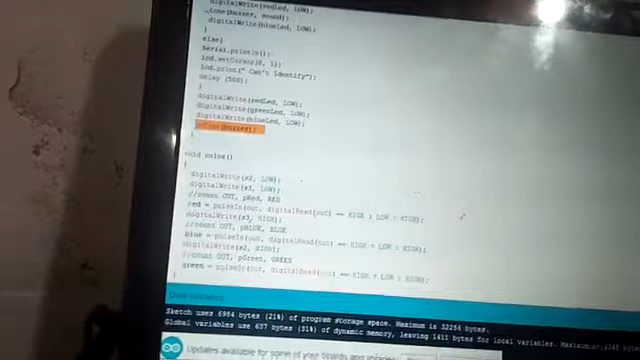 digitalWrite(redLed, LOW);
tone(buzzer, sound);
digitalWrite(blueLed, LOW);
}
else{
Serial.println();
lcd.setCursor(0, 1);
lcd.print(" Can't Identify");
delay (500);
}
digitalWrite(redLed, LOW);
digitalWrite(greenLed, LOW);
digitalWrite(blueLed, LOW);
(buzzer);
}
void color()
{
digitalWrite(s2, LOW);
digitalWrite(s3, LOW);
//count OUT, pRed, RED
red = pulseIn(out, digitalRead(out) == HIGH ? LOW : HIGH);
digitalWrite(s3, HIGH);
//count OUT, pBLUE, BLUE
blue = pulseIn(out, digitalRead(out) == HIGH ? LOW : HIGH);
digitalWrite(s2, HIGH);
//count OUT, pGreen, GREEN
green = pulseIn(out, digitalRead(out) == HIGH ? LOW : HIGH);
}
Done compiling.
Sketch uses 6984 bytes (21%) of program storage space. Maximum is 32256 bytes.
Global variables use 637 bytes (31%) of dynamic memory, leaving 1411 bytes for local variables. Maximum is 2048 bytes.
Updates available for some of your boards and